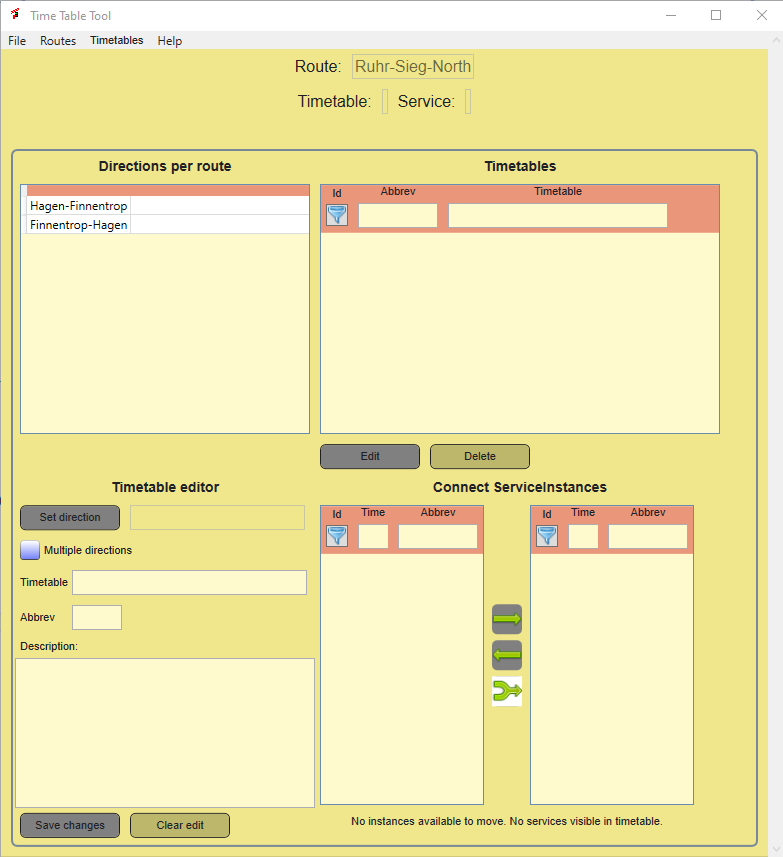 Time Table Tool
File Routes Timetables Help
Route: Ruhr-Sieg-North
Timetable: Service:
Directions per route
Hagen-Finnentrop
Finnentrop-Hagen
Timetables
Id Abbrev Timetable
Edit Delete
Timetable editor
Set direction
Multiple directions
Timetable
Abbrev
Description:
Save changes Clear edit
Connect ServiceInstances
Id Time Abbrev
Id Time Abbrev
No instances available to move. No services visible in timetable.